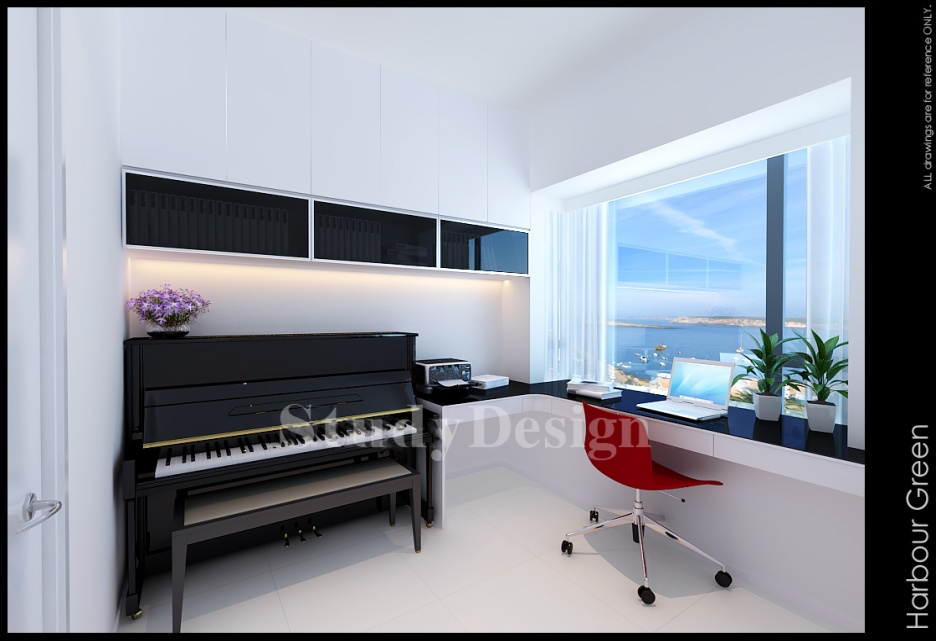 Study Design
ALL drawings are for reference ONLY.
Harbour Green